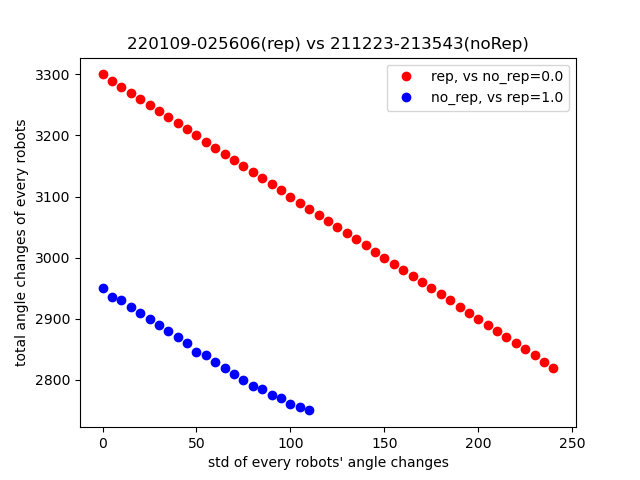 220109-025606(rep) vs 211223-213543(noRep)
rep, vs no_rep=0.0
no_rep, vs rep=1.0
total angle changes of every robots
3300
3200
3100
3000
2900
2800
0 50 100 150 200 250
std of every robots' angle changes